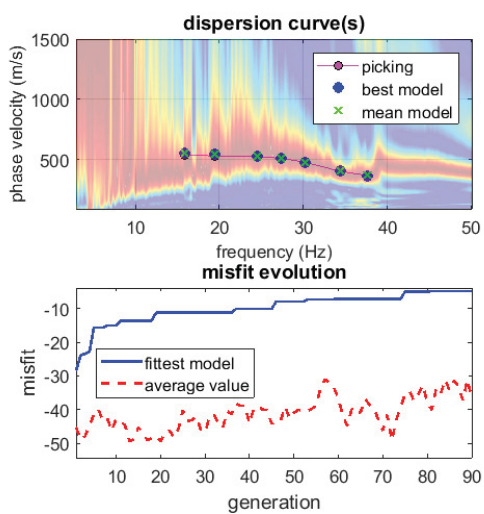 dispersion curve(s)
1500
1000
500
phase velocity (m/s)
picking
best model
mean model
10 20 30 40 50
frequency (Hz)
misfit evolution
-10
-20
-30
-40
-50
misfit
fittest model
average value
10 20 30 40 50 60 70 80 90
generation